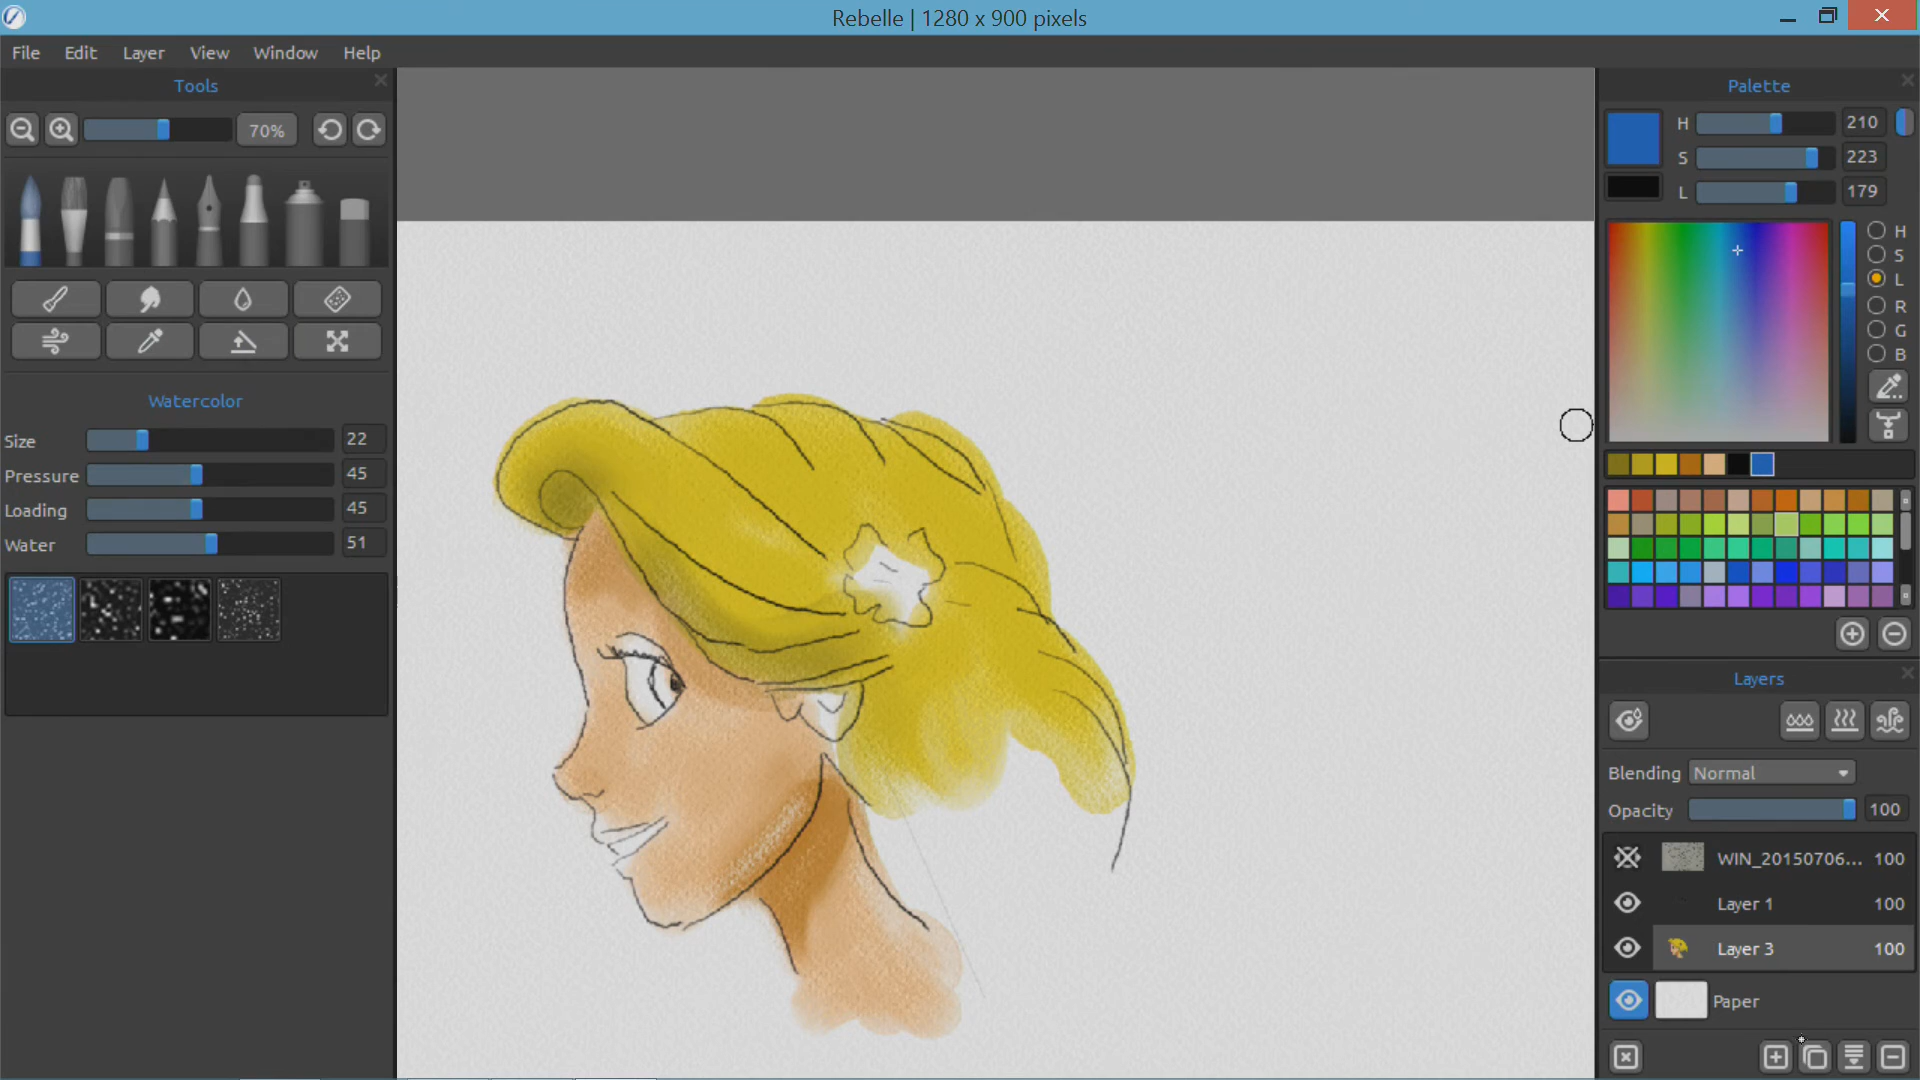 Rebelle | 1280 x 900 pixels
File Edit Layer View Window Help
Tools
70%
Watercolor
Size 22
Pressure 45
Loading 45
Water 51
Palette
H 210
S 223
L 179
H
S
L
R
G
B
Layers
Blending Normal
Opacity 100
WIN_20150706... 100
Layer 1 100
Layer 3 100
Paper